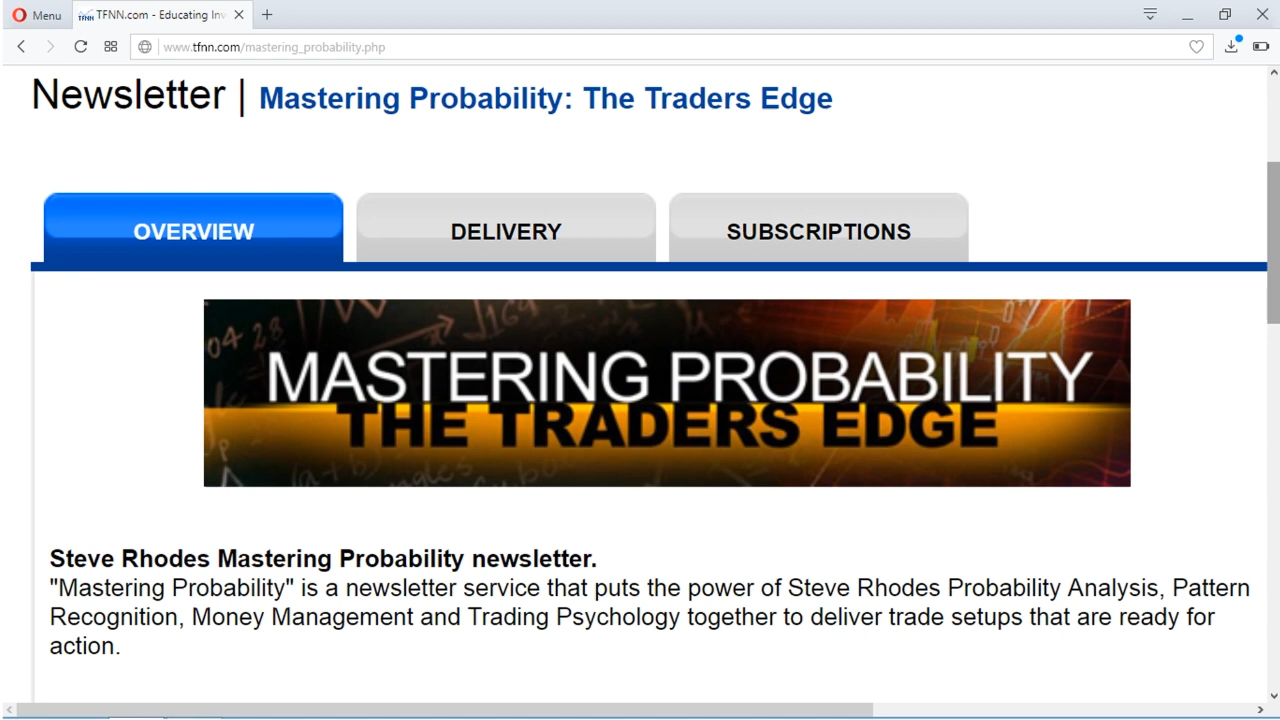 Menu
TFNN.com - Educating Inv
www.tfnn.com/mastering_probability.php
Newsletter | Mastering Probability: The Traders Edge
OVERVIEW
DELIVERY
SUBSCRIPTIONS
MASTERING PROBABILITY
THE TRADERS EDGE
Steve Rhodes Mastering Probability newsletter.
"Mastering Probability" is a newsletter service that puts the power of Steve Rhodes Probability Analysis, Pattern
Recognition, Money Management and Trading Psychology together to deliver trade setups that are ready for
action.